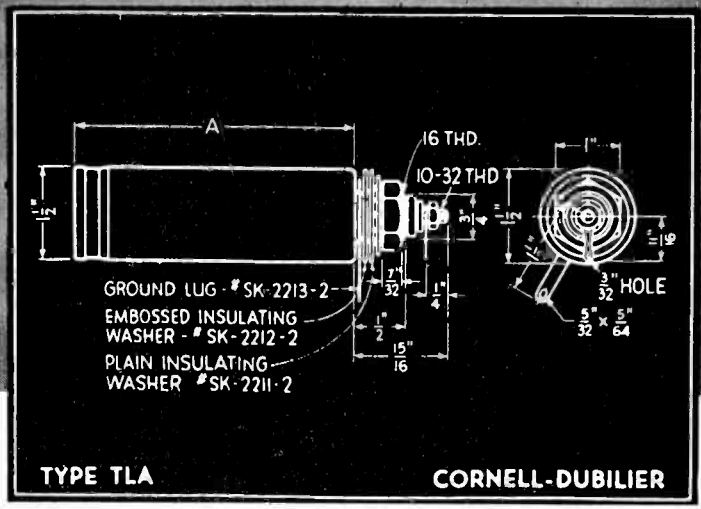 A
16 THD.
10-32 THD
1"
1 1/2"
3/4"
1 1/2"
11/16"
GROUND LUG - #SK-2213-2
EMBOSSED INSULATING
WASHER - #SK-2212-2
PLAIN INSULATING
WASHER #SK-2211-2
7/32"
1/4"
1/2"
15/16"
3/32" HOLE
5/32" x 5/64"
TYPE TLA
CORNELL-DUBILIER